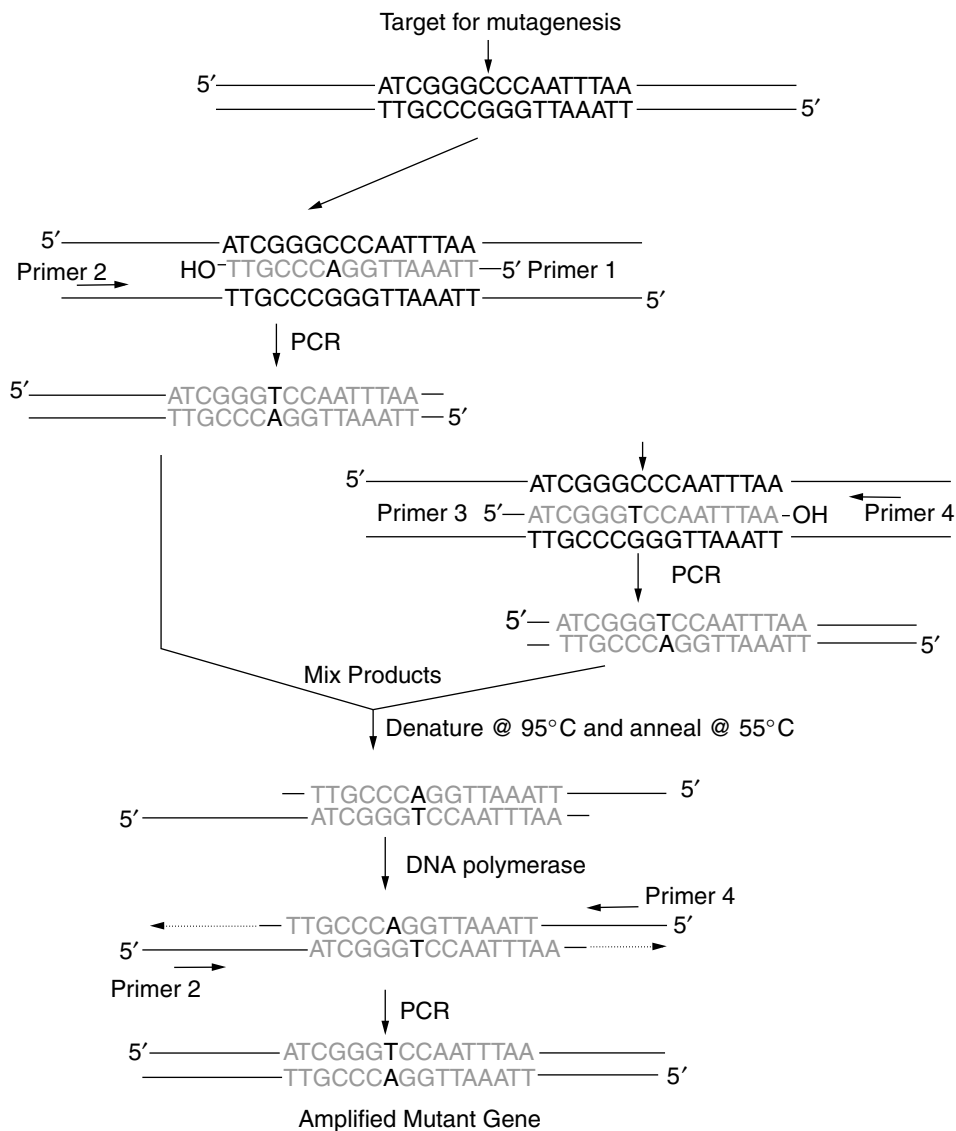 Target for mutagenesis
5′ ATCGGGCCCAATTTAA
TTGCCCGGGTTAAATT 5′
5′ ATCGGGCCCAATTTAA
HO TTGCCCAGGTTAAATT 5′ Primer 1
Primer 2
TTGCCCGGGTTAAATT 5′
PCR
5′ ATCGGGTCCAATTTAA
TTGCCCAGGTTAAATT 5′
5′ ATCGGGCCCAATTTAA
Primer 3 5′ ATCGGGTCCAATTTAA OH Primer 4
TTGCCCGGGTTAAATT
PCR
5′ ATCGGGTCCAATTTAA
TTGCCCAGGTTAAATT 5′
Mix Products
Denature @ 95°C and anneal @ 55°C
TTGCCCAGGTTAAATT 5′
5′ ATCGGGTCCAATTTAA
DNA polymerase
Primer 4
TTGCCCAGGTTAAATT 5′
5′ ATCGGGTCCAATTTAA
Primer 2
PCR
5′ ATCGGGTCCAATTTAA
TTGCCCAGGTTAAATT 5′
Amplified Mutant Gene